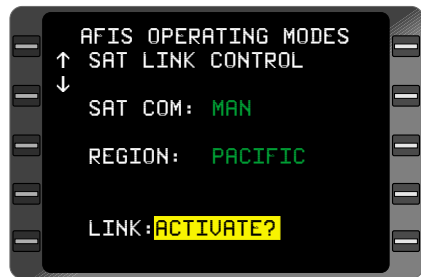 AFIS OPERATING MODES
↑ SAT LINK CONTROL
↓
SAT COM: MAN
REGION: PACIFIC
LINK:ACTIVATE?